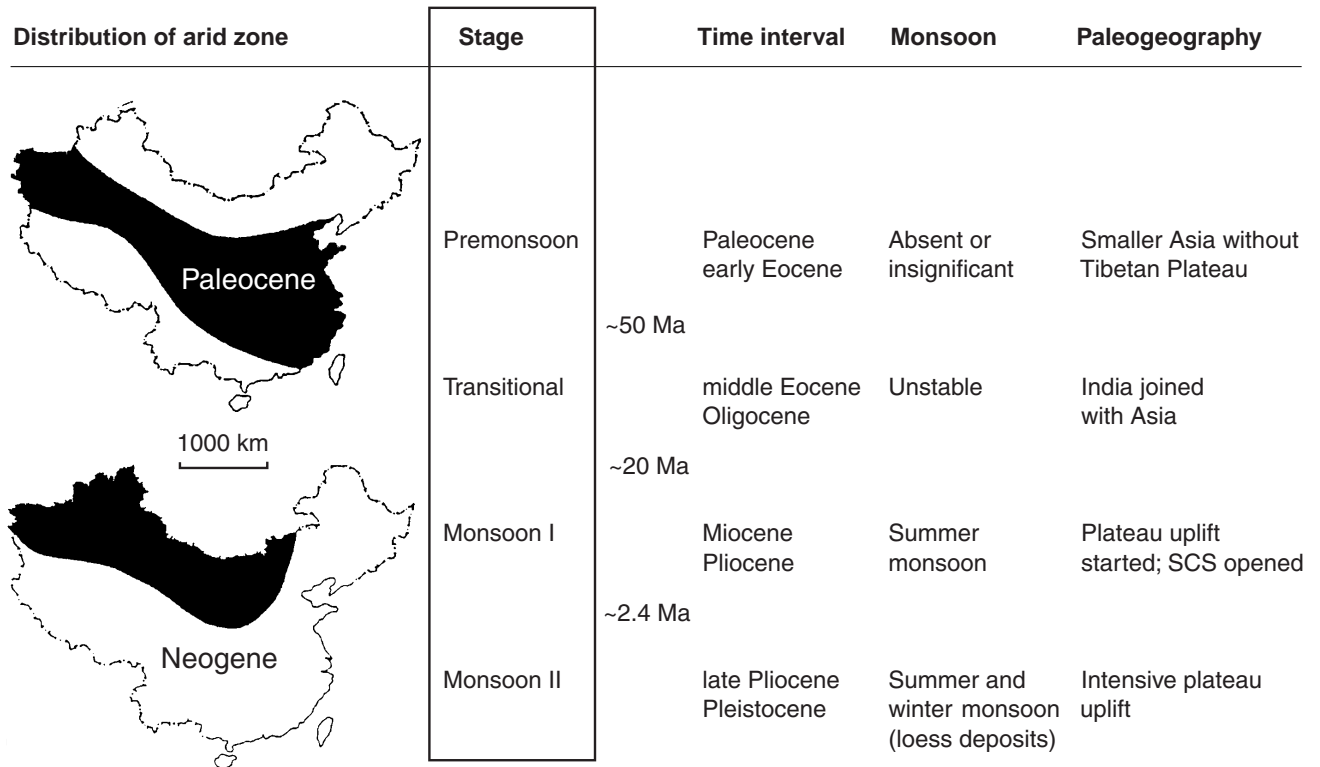 Distribution of arid zone
Stage
Time interval
Monsoon
Paleogeography
Paleocene
1000 km
Neogene
Premonsoon
Paleocene
early Eocene
Absent or
insignificant
Smaller Asia without
Tibetan Plateau
~50 Ma
Transitional
middle Eocene
Oligocene
Unstable
India joined
with Asia
~20 Ma
Monsoon I
Miocene
Pliocene
Summer
monsoon
Plateau uplift
started; SCS opened
~2.4 Ma
Monsoon II
late Pliocene
Pleistocene
Summer and
winter monsoon
(loess deposits)
Intensive plateau
uplift